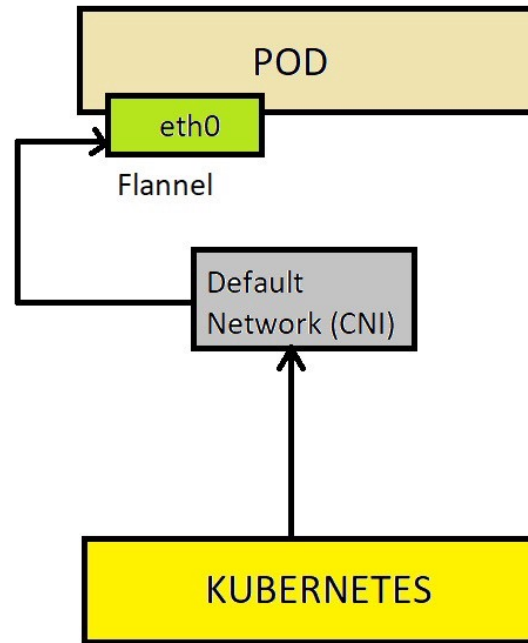 POD
eth0
Flannel
Default
Network (CNI)
KUBERNETES